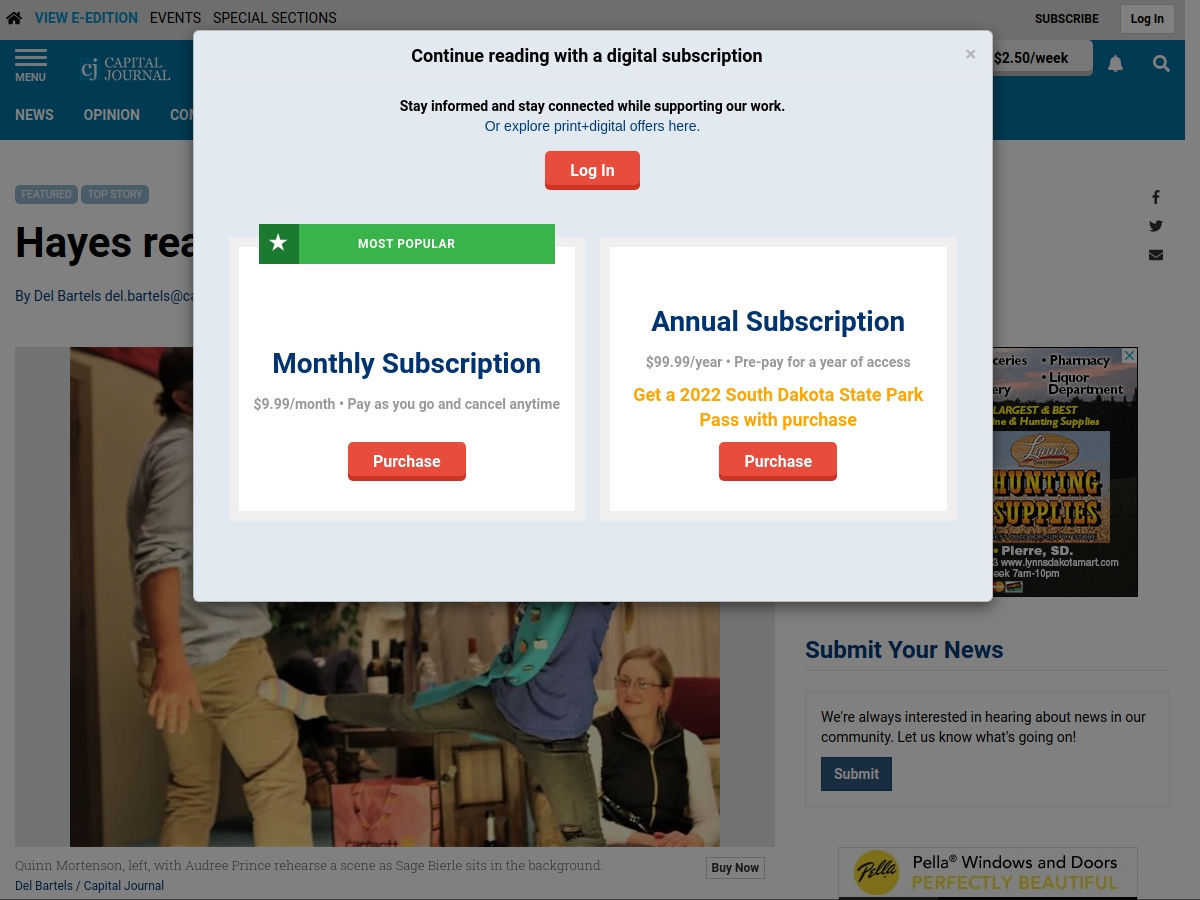 VIEW E-EDITION EVENTS SPECIAL SECTIONS
SUBSCRIBE Log In
MENU
cj CAPITAL JOURNAL
$2.50/week
NEWS OPINION
Continue reading with a digital subscription ×
Stay informed and stay connected while supporting our work.
Or explore print+digital offers here.
Log In
FEATURED TOP STORY
Hayes rea
By Del Bartels del.bartels@ca
MOST POPULAR
Monthly Subscription
$9.99/month • Pay as you go and cancel anytime
Purchase
Annual Subscription
$99.99/year • Pre-pay for a year of access
Get a 2022 South Dakota State Park
Pass with purchase
Purchase
ceries • Pharmacy
ery • Liquor
Department
LARGEST & BEST
ne & Hunting Supplies
Lynn's
DAKOTAMART
HUNTING
SUPPLIES
• Pierre, SD.
3 www.lynnsdakotamart.com
eek 7am-10pm
Submit Your News
We're always interested in hearing about news in our
community. Let us know what's going on!
Submit
carhartt
Quinn Mortenson, left, with Audree Prince rehearse a scene as Sage Bierle sits in the background.
Buy Now
Del Bartels / Capital Journal
Pella
Pella® Windows and Doors
PERFECTLY BEAUTIFUL